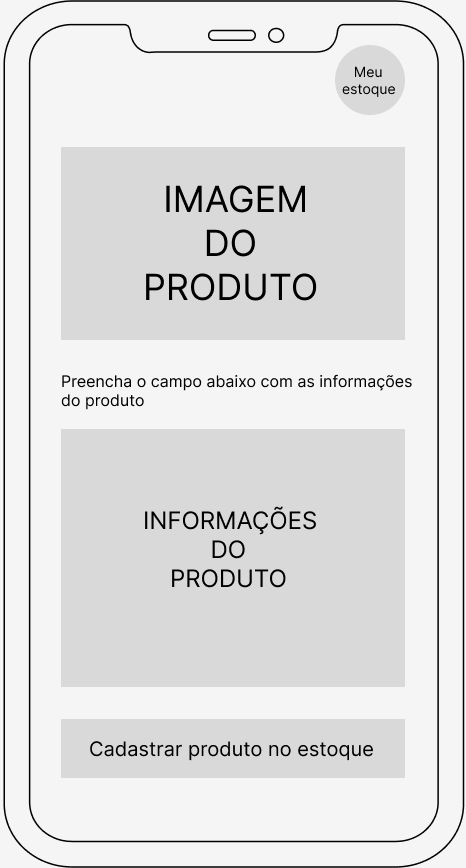 Meu
estoque
IMAGEM
DO
PRODUTO
Preencha o campo abaixo com as informações
do produto
INFORMAÇÕES
DO
PRODUTO
Cadastrar produto no estoque